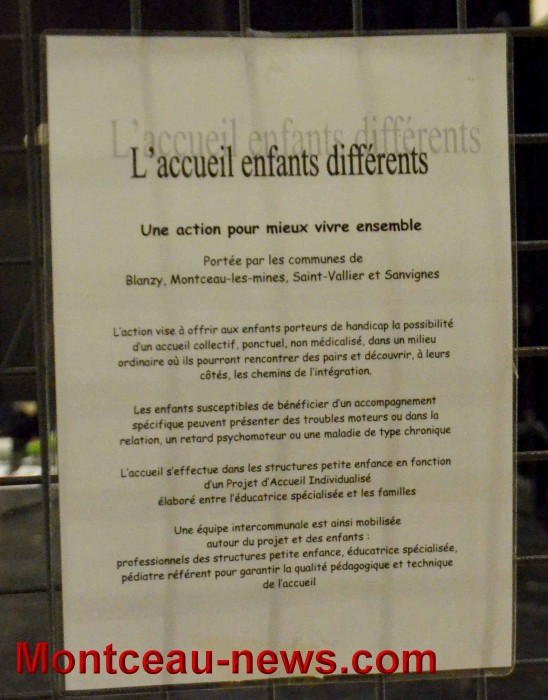 L'accueil enfants différents
Une action pour mieux vivre ensemble
Portée par les communes de
Blanzy, Montceau-les-mines, Saint-Vallier et Sanvignes
L'action vise à offrir aux enfants porteurs de handicap la possibilité
d'un accueil collectif, ponctuel, non médicalisé, dans un milieu
ordinaire où ils pourront rencontrer des pairs et découvrir, à leurs
côtés, les chemins de l'intégration.
Les enfants susceptibles de bénéficier d'un accompagnement
spécifique peuvent présenter des troubles moteurs ou dans la
relation, un retard psychomoteur ou une maladie de type chronique
L'accueil s'effectue dans les structures petite enfance en fonction
d'un Projet d'Accueil Individualisé
élaboré entre l'éducatrice spécialisée et les familles
Une équipe intercommunale est ainsi mobilisée
autour du projet et des enfants :
professionnels des structures petite enfance, éducatrice spécialisée,
pédiatre référent pour garantir la qualité pédagogique et technique
de l'accueil
Montceau-news.com